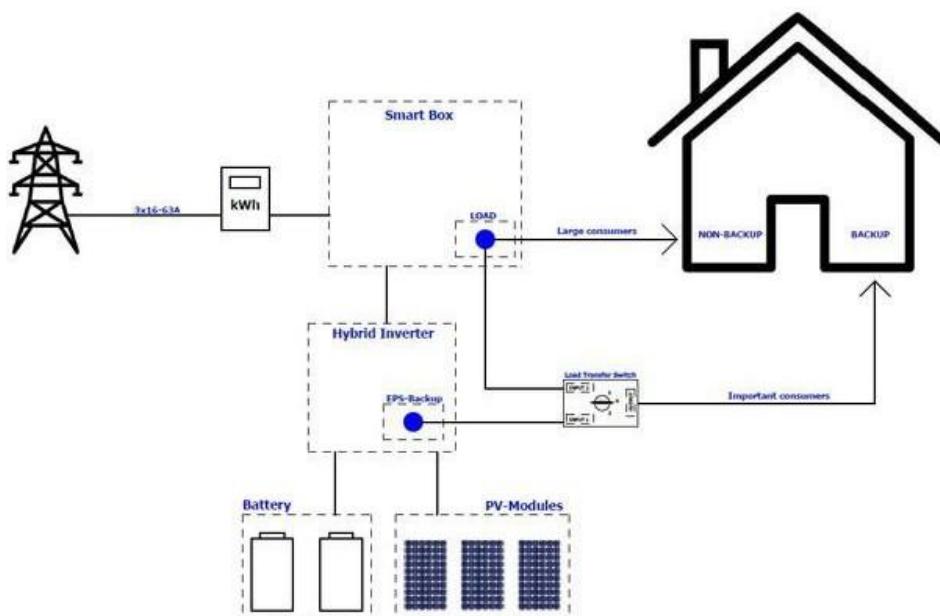 Smart Box
3x16-63A
kWh
LOAD
Large consumers
NON-BACKUP
BACKUP
Hybrid Inverter
Load Transfer Switch
EPS-Backup
Important consumers
Battery
PV-Modules